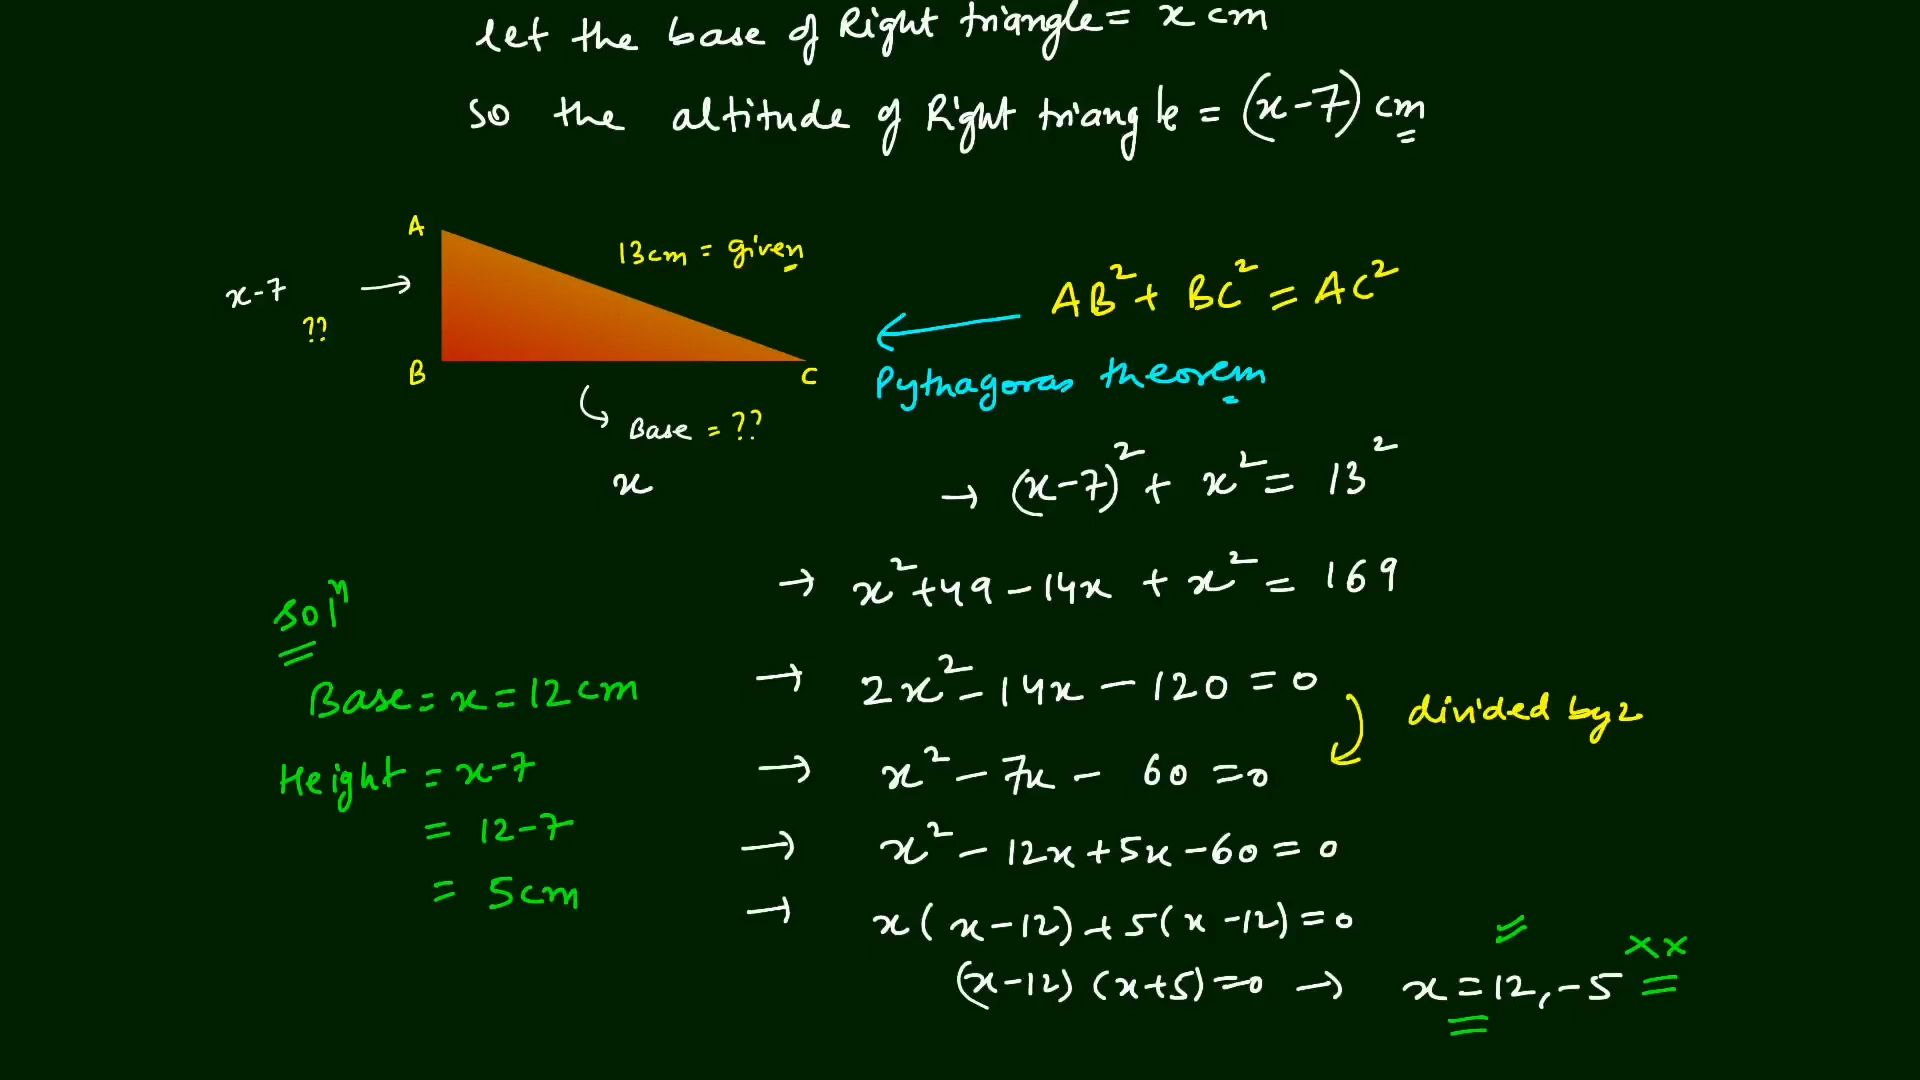 let the base of Right triangle = x cm
so the altitude of Right triangle = (x-7) cm
A
13cm = given
x-7
??
B
C
Base = ??
x
AB² + BC² = AC²
Pythagoras theorem
→ (x-7)² + x² = 13²
→ x² + 49 - 14x + x² = 169
→ 2x² - 14x - 120 = 0
divided by 2
→ x² - 7x - 60 = 0
→ x² - 12x + 5x - 60 = 0
→ x(x-12) + 5(x-12) = 0
(x-12) (x+5) = 0 → x = 12, -5 xx
Solⁿ
Base = x = 12cm
Height = x-7
= 12-7
= 5cm